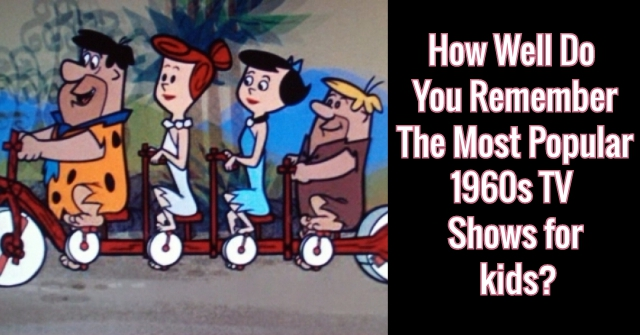 How Well Do
You Remember
The Most Popular
1960s TV
Shows for
kids?